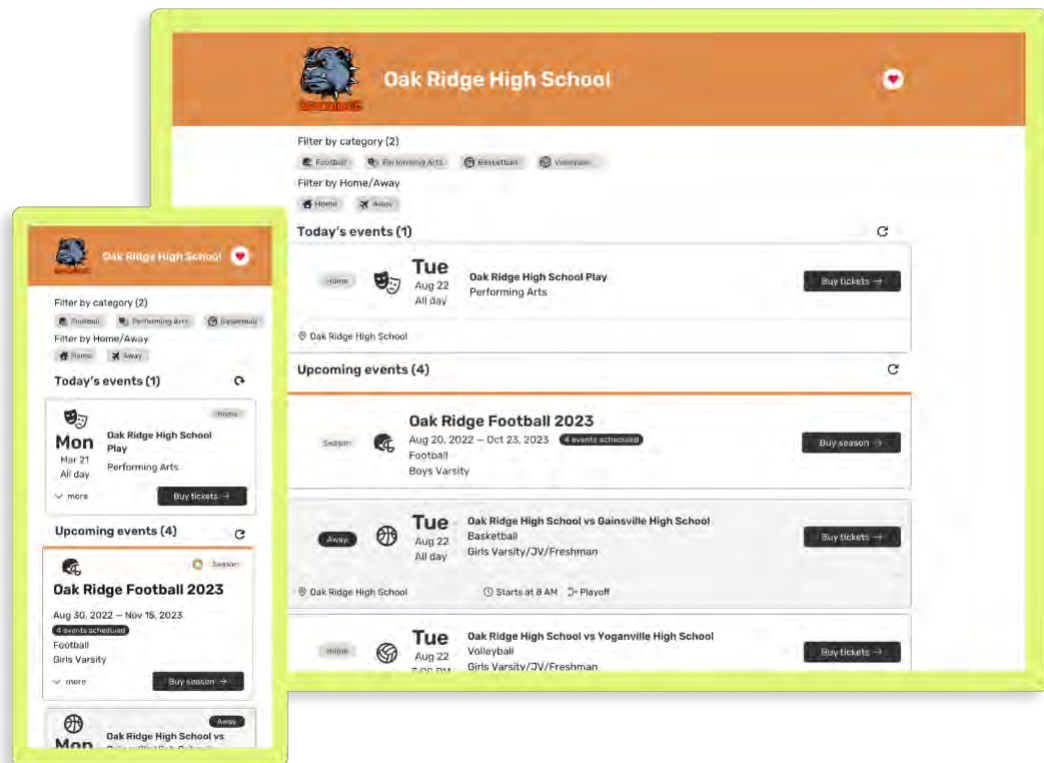 Oak Ridge High School
Filter by category (2)
Football Performing Arts Basketball Volleyball
Filter by Home/Away
Home Away
Today's events (1)
Home
Tue
Aug 22
All day
Oak Ridge High School Play
Performing Arts
Buy tickets →
Oak Ridge High School
Upcoming events (4)
Season
Oak Ridge Football 2023
Aug 20, 2022 – Oct 23, 2023 4 events scheduled
Football
Boys Varsity
Buy season →
Away
Tue
Aug 22
All day
Oak Ridge High School vs Gainsville High School
Basketball
Girls Varsity/JV/Freshman
Buy tickets →
Oak Ridge High School Starts at 8 AM Playoff
Home
Tue
Aug 22
Oak Ridge High School vs Yoganville High School
Volleyball
Girls Varsity/JV/Freshman
Buy tickets →
Oak Ridge High School
Filter by category (2)
Football Performing Arts Basketball
Filter by Home/Away
Home Away
Today's events (1)
Home
Mon
Mar 21
All day
Oak Ridge High School
Play
Performing Arts
more
Buy tickets →
Upcoming events (4)
Season
Oak Ridge Football 2023
Aug 30, 2022 – Nov 15, 2023
4 events scheduled
Football
Girls Varsity
more
Buy season →
Away
Mon
Oak Ridge High School vs